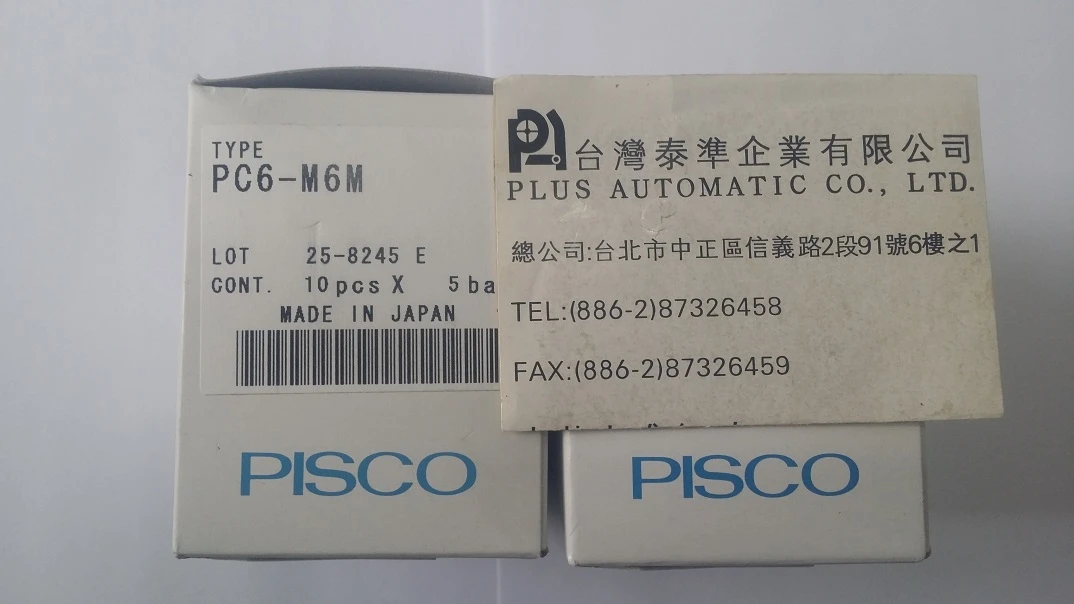 TYPE
PC6-M6M
LOT 25-8245 E
CONT. 10pcs X 5ba
MADE IN JAPAN
PISCO
台灣泰準企業有限公司
PLUS AUTOMATIC CO., LTD.
總公司:台北市中正區信義路2段91號6樓之1
TEL:(886-2)87326458
FAX:(886-2)87326459
PISCO